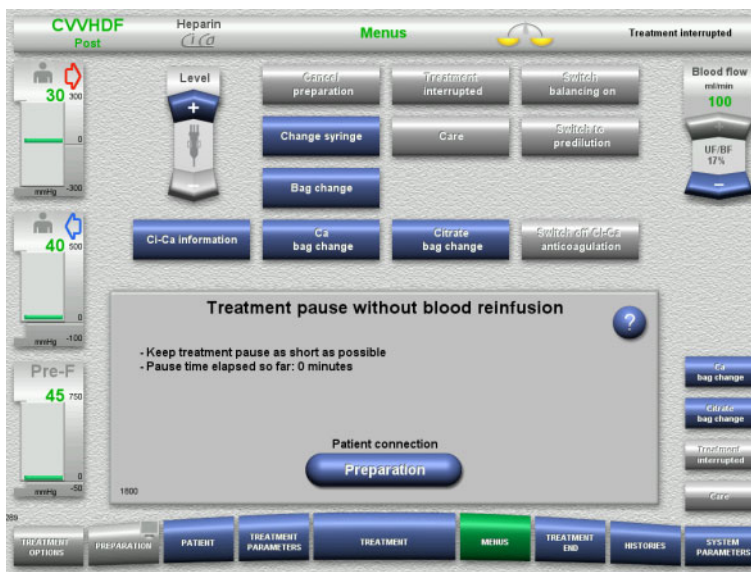 CVVHDF
Post
Heparin
Ci Ca
Menus
Treatment interrupted
30
300
0
mmHg
-300
Level
+
Cancel
preparation
Treatment
interrupted
Switch
balancing on
Blood flow
ml/min
100
UF/BF
17%
–
Change syringe
Care
Switch to
predilution
Bag change
40
500
0
mmHg
-100
Ci-Ca information
Ca
bag change
Citrate
bag change
Switch off Ci-Ca
anticoagulation
Treatment pause without blood reinfusion
?
- Keep treatment pause as short as possible
- Pause time elapsed so far: 0 minutes
Patient connection
Preparation
1800
Pre-F
45
750
0
mmHg
-50
Ca
bag change
Citrate
bag change
Treatment
interrupted
Care
TREATMENT
OPTIONS
PREPARATION
PATIENT
TREATMENT
PARAMETERS
TREATMENT
MENUS
TREATMENT
END
HISTORIES
SYSTEM
PARAMETERS